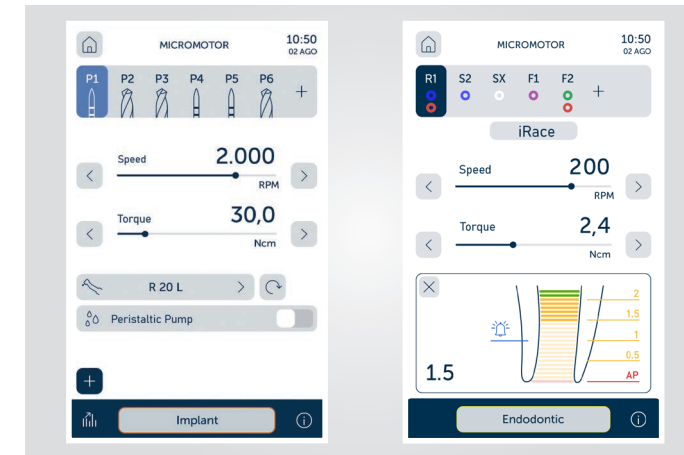 MICROMOTOR
10:50
02 AGO
P1 P2 P3 P4 P5 P6 +
Speed 2.000
RPM
Torque 30,0
Ncm
R 20 L
Peristaltic Pump
+
Implant
MICROMOTOR
10:50
02 AGO
R1 S2 SX F1 F2 +
iRace
Speed 200
RPM
Torque 2,4
Ncm
2
1.5
1
0.5
AP
1.5
Endodontic